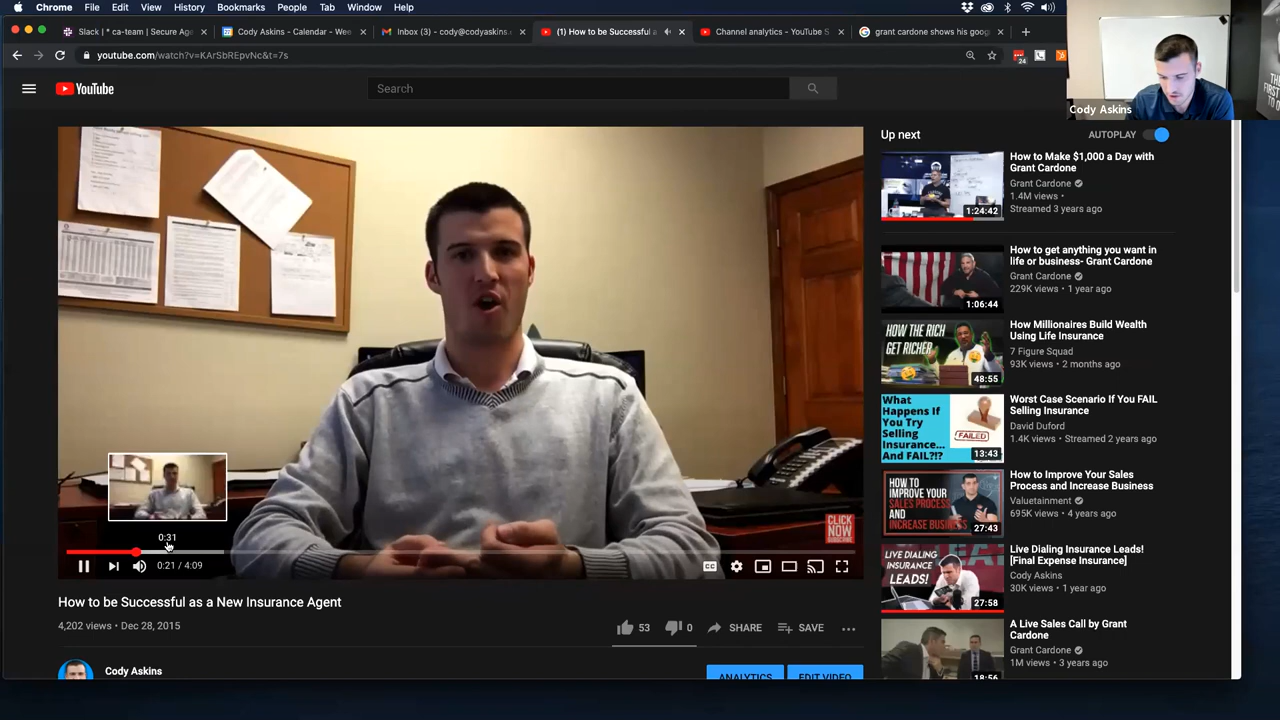 Chrome File Edit View History Bookmarks People Tab Window Help
Slack | * ca-team | Secure Age
Cody Askins - Calendar - Wee
Inbox (3) - cody@codyaskins.
(1) How to be Successful a
Channel analytics - YouTube S
grant cardone shows his goog
youtube.com/watch?v=KArSbREpvNc&t=7s
24
Cody Askins
YouTube
Search
Up next
AUTOPLAY
How to Make $1,000 a Day with
Grant Cardone
Grant Cardone
1.4M views •
Streamed 3 years ago
1:24:42
How to get anything you want in
life or business- Grant Cardone
Grant Cardone
229K views • 1 year ago
1:06:44
HOW THE RICH
GET RICHER
48:55
How Millionaires Build Wealth
Using Life Insurance
7 Figure Squad
93K views • 2 months ago
What
Happens If
You Try
Selling
Insurance...
And FAIL?!?
FAILED
13:43
Worst Case Scenario If You FAIL
Selling Insurance
David Duford
1.4K views • Streamed 2 years ago
HOW TO
IMPROVE YOUR
SALES PROCESS
AND
INCREASE BUSINESS
27:43
How to Improve Your Sales
Process and Increase Business
Valuetainment
695K views • 4 years ago
LIVE DIALING
INSURANCE
LEADS!
27:58
Live Dialing Insurance Leads!
[Final Expense Insurance]
Cody Askins
30K views • 1 year ago
18:56
A Live Sales Call by Grant
Cardone
Grant Cardone
1M views • 3 years ago
CLICK
NOW
SUBSCRIBE
0:31
0:21 / 4:09
CC
How to be Successful as a New Insurance Agent
4,202 views • Dec 28, 2015
53
0
SHARE
SAVE
Cody Askins
ANALYTICS
EDIT VIDEO